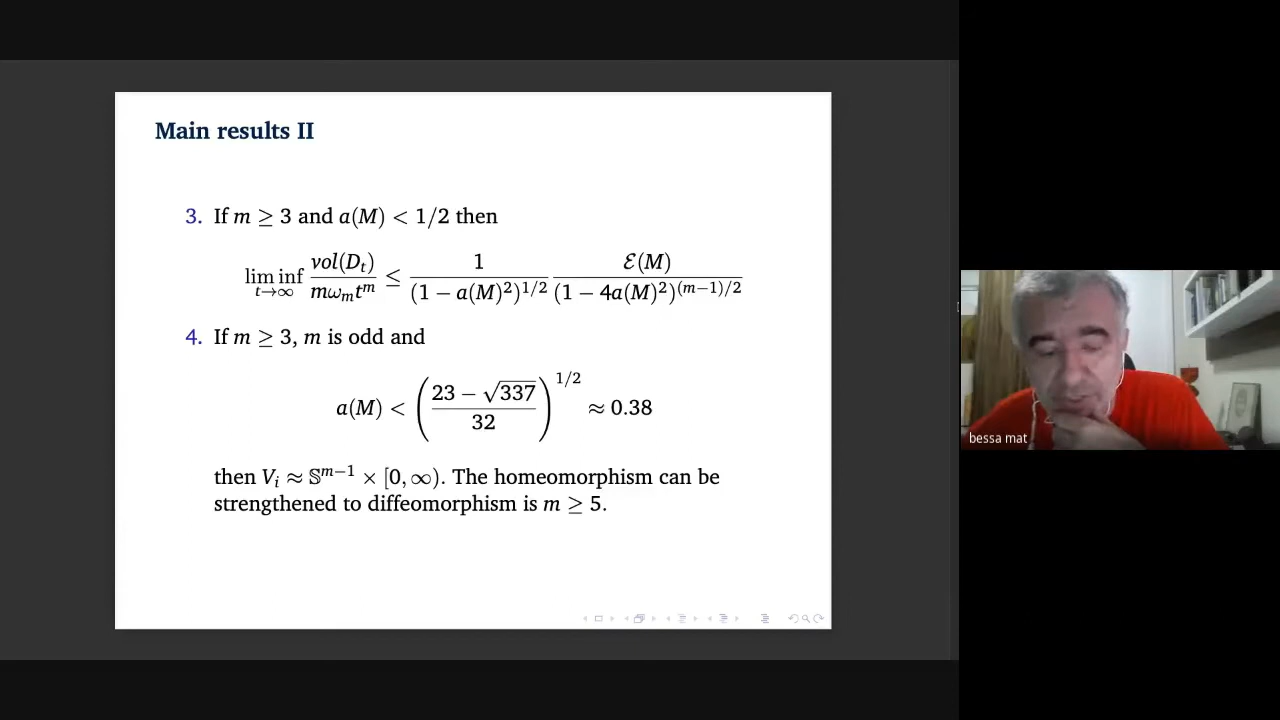 Main results II
3. If m ≥ 3 and a(M) < 1/2 then
lim inf_{t→∞} vol(D_t)/(mω_m t^m) ≤ 1/(1 − a(M)²)^{1/2} ℰ(M)/(1 − 4a(M)²)^{(m−1)/2}
4. If m ≥ 3, m is odd and
a(M) < ((23 − √337)/32)^{1/2} ≈ 0.38
then V_i ≈ 𝕊^{m−1} × [0, ∞). The homeomorphism can be
strengthened to diffeomorphism is m ≥ 5.
bessa mat